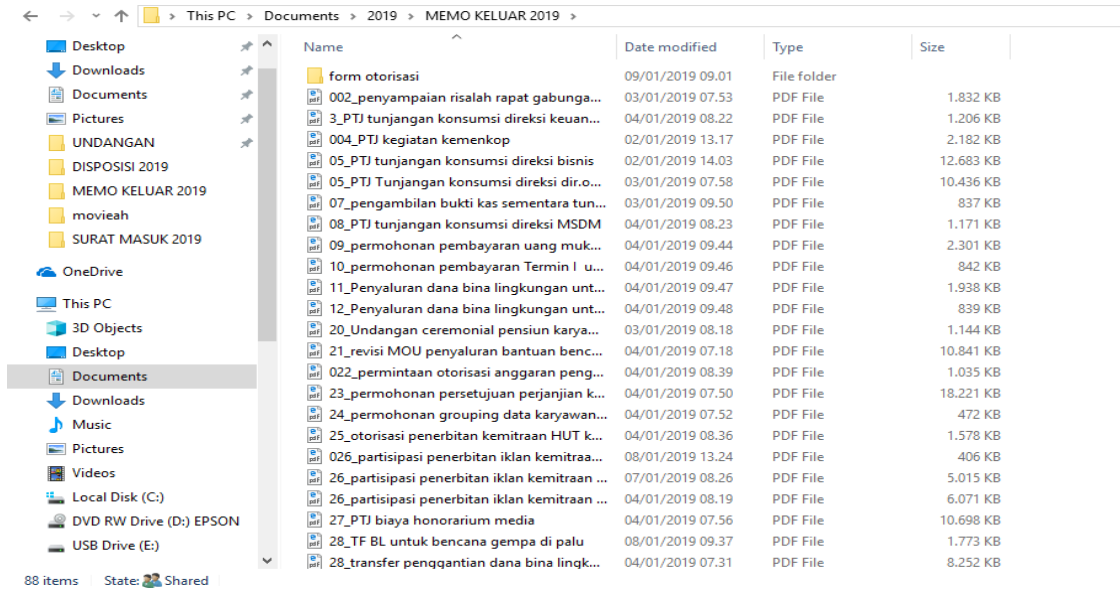 This PC > Documents > 2019 > MEMO KELUAR 2019 >
Desktop
Downloads
Documents
Pictures
UNDANGAN
DISPOSISI 2019
MEMO KELUAR 2019
movieah
SURAT MASUK 2019
OneDrive
This PC
3D Objects
Desktop
Documents
Downloads
Music
Pictures
Videos
Local Disk (C:)
DVD RW Drive (D:) EPSON
USB Drive (E:)
Name Date modified Type Size
form otorisasi 09/01/2019 09.01 File folder
002_penyampaian risalah rapat gabunga... 03/01/2019 07.53 PDF File 1.832 KB
3_PTJ tunjangan konsumsi direksi keuan... 04/01/2019 08.22 PDF File 1.206 KB
004_PTJ kegiatan kemenkop 02/01/2019 13.17 PDF File 2.182 KB
05_PTJ tunjangan konsumsi direksi bisnis 02/01/2019 14.03 PDF File 12.683 KB
05_PTJ Tunjangan konsumsi direksi dir.o... 03/01/2019 07.58 PDF File 10.436 KB
07_pengambilan bukti kas sementara tun... 03/01/2019 09.50 PDF File 837 KB
08_PTJ tunjangan konsumsi direksi MSDM 04/01/2019 08.23 PDF File 1.171 KB
09_permohonan pembayaran uang muk... 04/01/2019 09.44 PDF File 2.301 KB
10_permohonan pembayaran Termin I u... 04/01/2019 09.46 PDF File 842 KB
11_Penyaluran dana bina lingkungan unt... 04/01/2019 09.47 PDF File 1.938 KB
12_Penyaluran dana bina lingkungan unt... 04/01/2019 09.48 PDF File 839 KB
20_Undangan ceremonial pensiun karya... 03/01/2019 08.18 PDF File 1.144 KB
21_revisi MOU penyaluran bantuan benc... 04/01/2019 07.18 PDF File 10.841 KB
022_permintaan otorisasi anggaran peng... 04/01/2019 08.39 PDF File 1.035 KB
23_permohonan persetujuan perjanjian k... 04/01/2019 07.50 PDF File 18.221 KB
24_permohonan grouping data karyawan... 04/01/2019 07.52 PDF File 472 KB
25_otorisasi penerbitan kemitraan HUT k... 04/01/2019 08.36 PDF File 1.578 KB
026_partisipasi penerbitan iklan kemitraa... 08/01/2019 13.24 PDF File 406 KB
26_partisipasi penerbitan iklan kemitraan ... 07/01/2019 08.26 PDF File 5.015 KB
26_partisipasi penerbitan iklan kemitraan ... 04/01/2019 08.19 PDF File 6.071 KB
27_PTJ biaya honorarium media 04/01/2019 07.56 PDF File 10.698 KB
28_TF BL untuk bencana gempa di palu 08/01/2019 09.37 PDF File 1.773 KB
28_transfer penggantian dana bina lingk... 04/01/2019 07.31 PDF File 8.252 KB
88 items State: Shared